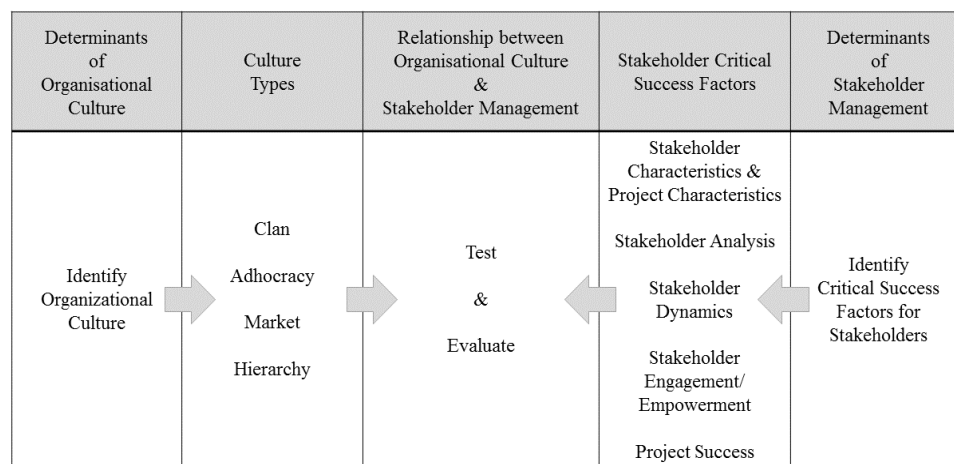 Determinants
of
Organisational
Culture
Culture
Types
Relationship between
Organisational Culture
&
Stakeholder Management
Stakeholder Critical
Success Factors
Determinants
of
Stakeholder
Management
Identify
Organizational
Culture
Clan
Adhocracy
Market
Hierarchy
Test
&
Evaluate
Stakeholder
Characteristics &
Project Characteristics
Stakeholder Analysis
Stakeholder
Dynamics
Stakeholder
Engagement/
Empowerment
Project Success
Identify
Critical Success
Factors for
Stakeholders